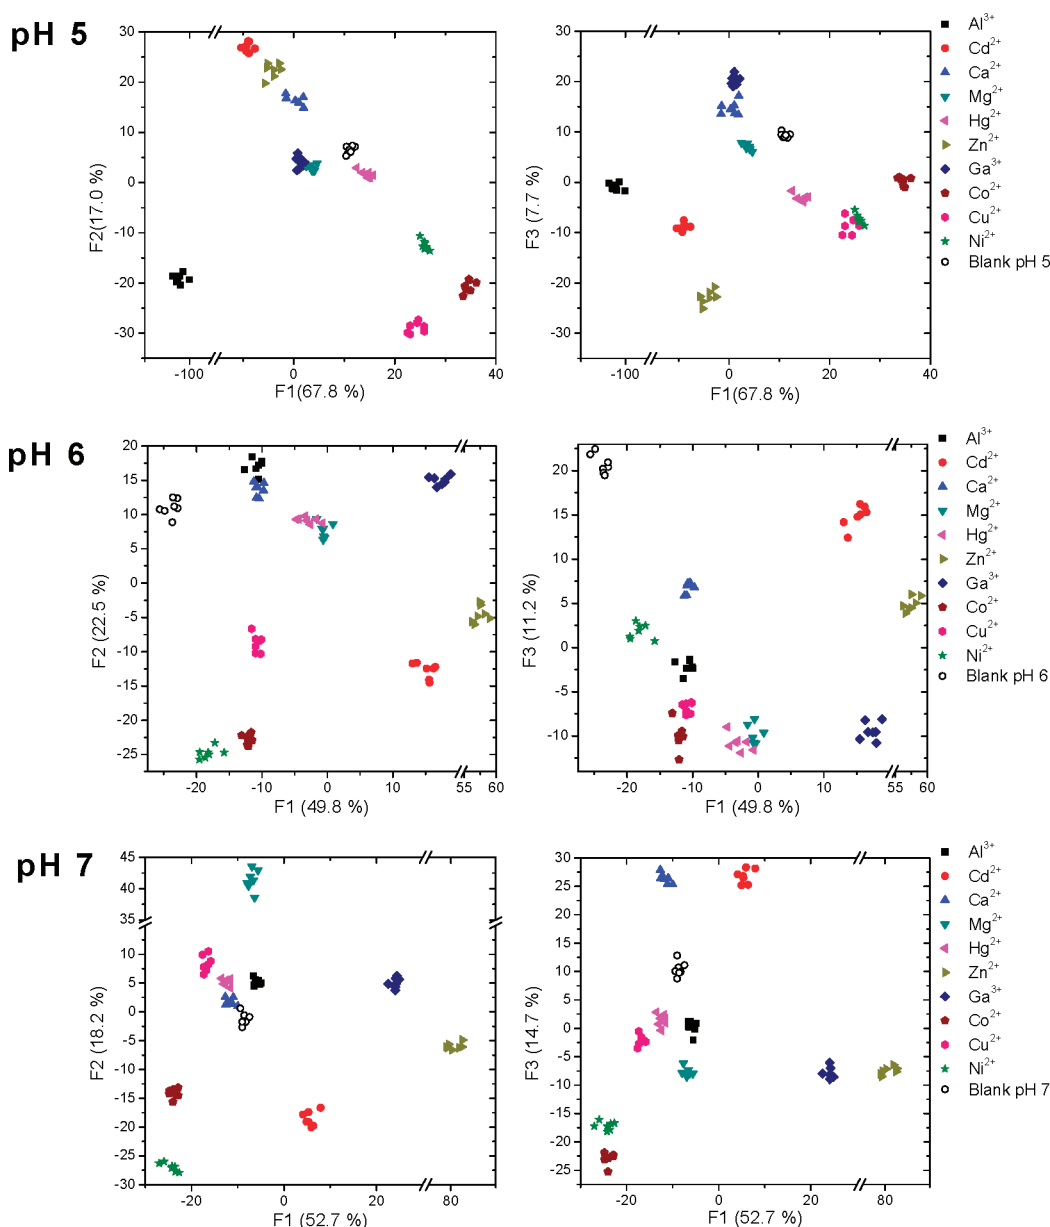 pH 5
30
20
10
0
-10
-20
-30
F2(17.0 %)
-100
0
20
40
F1(67.8 %)
30
20
10
0
-10
-20
-30
F3 (7.7 %)
-100
0
20
40
F1(67.8 %)
Al3+
Cd2+
Ca2+
Mg2+
Hg2+
Zn2+
Ga3+
Co2+
Cu2+
Ni2+
Blank pH 5
pH 6
20
15
10
5
0
-5
-10
-15
-20
-25
F2 (22.5 %)
-20
-10
0
10
55
60
F1 (49.8 %)
20
15
10
5
0
-5
-10
F3 (11.2 %)
-20
-10
0
10
55
60
F1 (49.8 %)
Al3+
Cd2+
Ca2+
Mg2+
Hg2+
Zn2+
Ga3+
Co2+
Cu2+
Ni2+
Blank pH 6
pH 7
45
40
35
10
5
0
-5
-10
-15
-20
-25
-30
F2 (18.2 %)
-20
0
20
80
F1 (52.7 %)
30
25
20
15
10
5
0
-5
-10
-15
-20
-25
F3 (14.7 %)
-20
0
20
80
F1 (52.7 %)
Al3+
Cd2+
Ca2+
Mg2+
Hg2+
Zn2+
Ga3+
Co2+
Cu2+
Ni2+
Blank pH 7